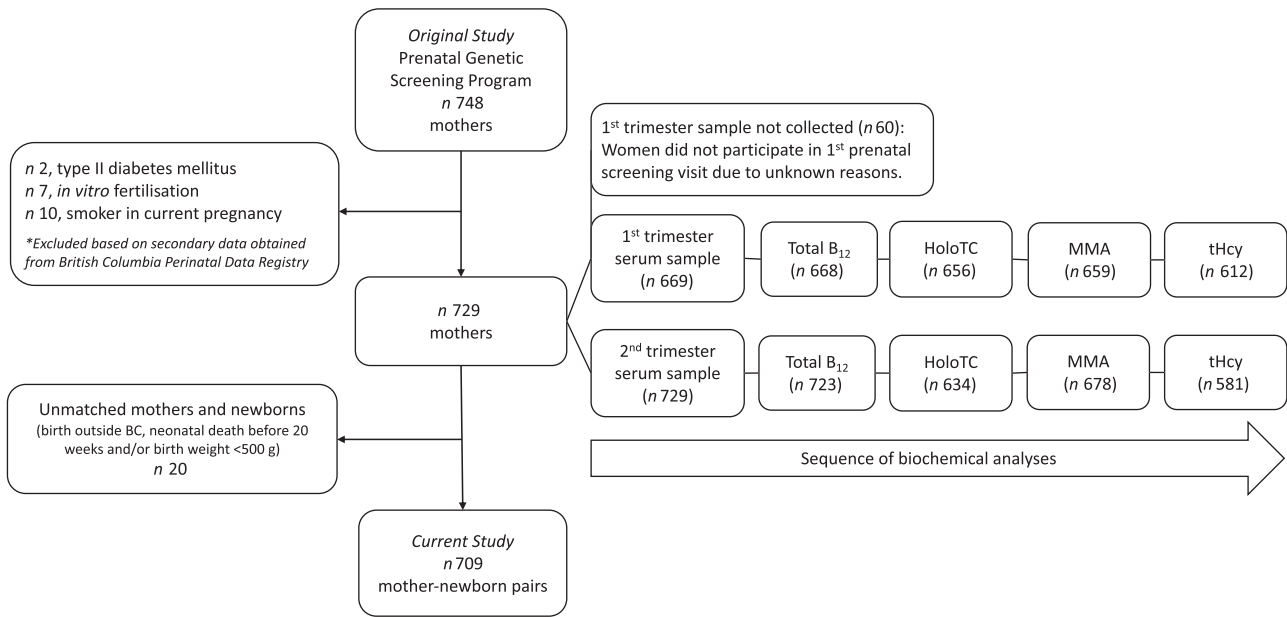 Original Study
Prenatal Genetic
Screening Program
n 748
mothers
n 2, type II diabetes mellitus
n 7, in vitro fertilisation
n 10, smoker in current pregnancy
*Excluded based on secondary data obtained
from British Columbia Perinatal Data Registry
n 729
mothers
1st trimester sample not collected (n 60):
Women did not participate in 1st prenatal
screening visit due to unknown reasons.
1st trimester
serum sample
(n 669)
Total B12
(n 668)
HoloTC
(n 656)
MMA
(n 659)
tHcy
(n 612)
2nd trimester
serum sample
(n 729)
Total B12
(n 723)
HoloTC
(n 634)
MMA
(n 678)
tHcy
(n 581)
Sequence of biochemical analyses
Unmatched mothers and newborns
(birth outside BC, neonatal death before 20
weeks and/or birth weight <500 g)
n 20
Current Study
n 709
mother-newborn pairs